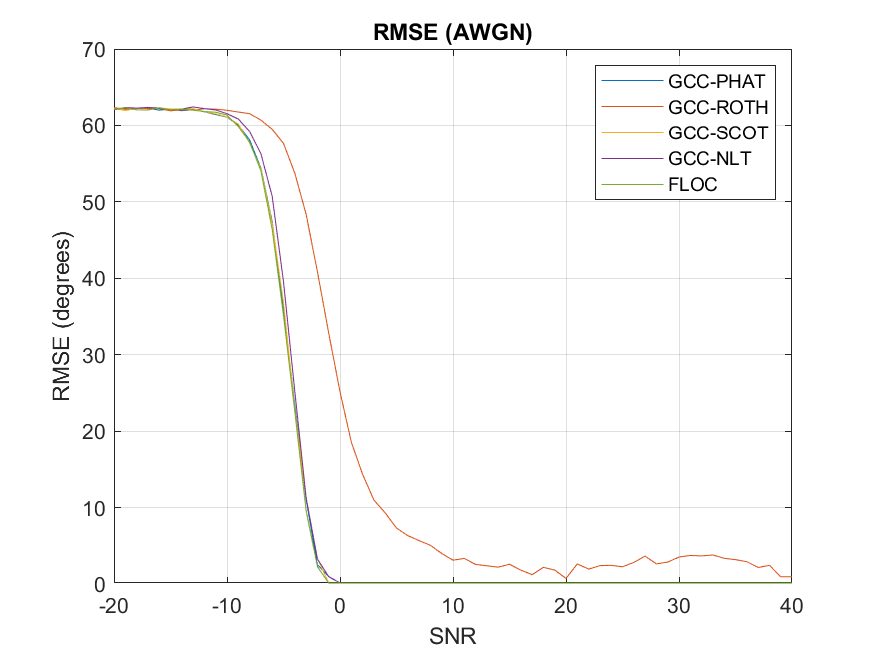 RMSE (AWGN)
GCC-PHAT
GCC-ROTH
GCC-SCOT
GCC-NLT
FLOC
RMSE (degrees)
70
60
50
40
30
20
10
0
-20
-10
0
10
20
30
40
SNR